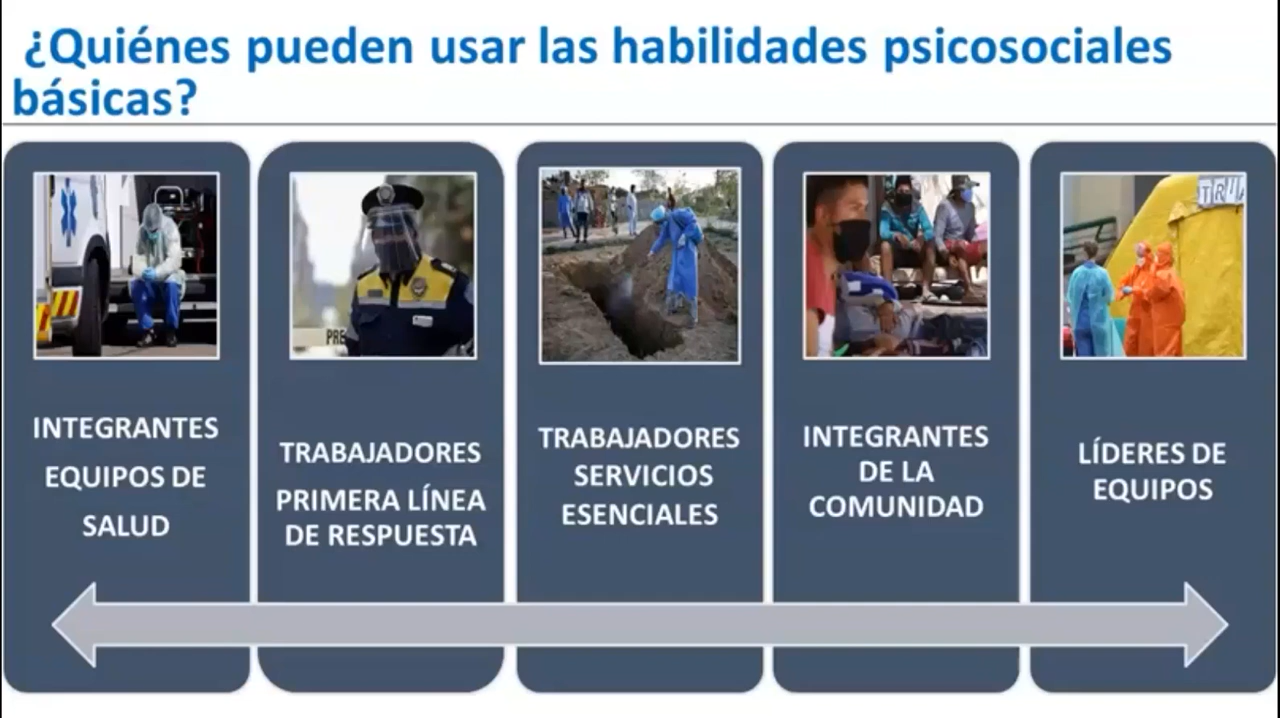 ¿Quiénes pueden usar las habilidades psicosociales
básicas?
INTEGRANTES
EQUIPOS DE
SALUD
TRABAJADORES
PRIMERA LÍNEA
DE RESPUESTA
TRABAJADORES
SERVICIOS
ESENCIALES
INTEGRANTES
DE LA
COMUNIDAD
LÍDERES DE
EQUIPOS